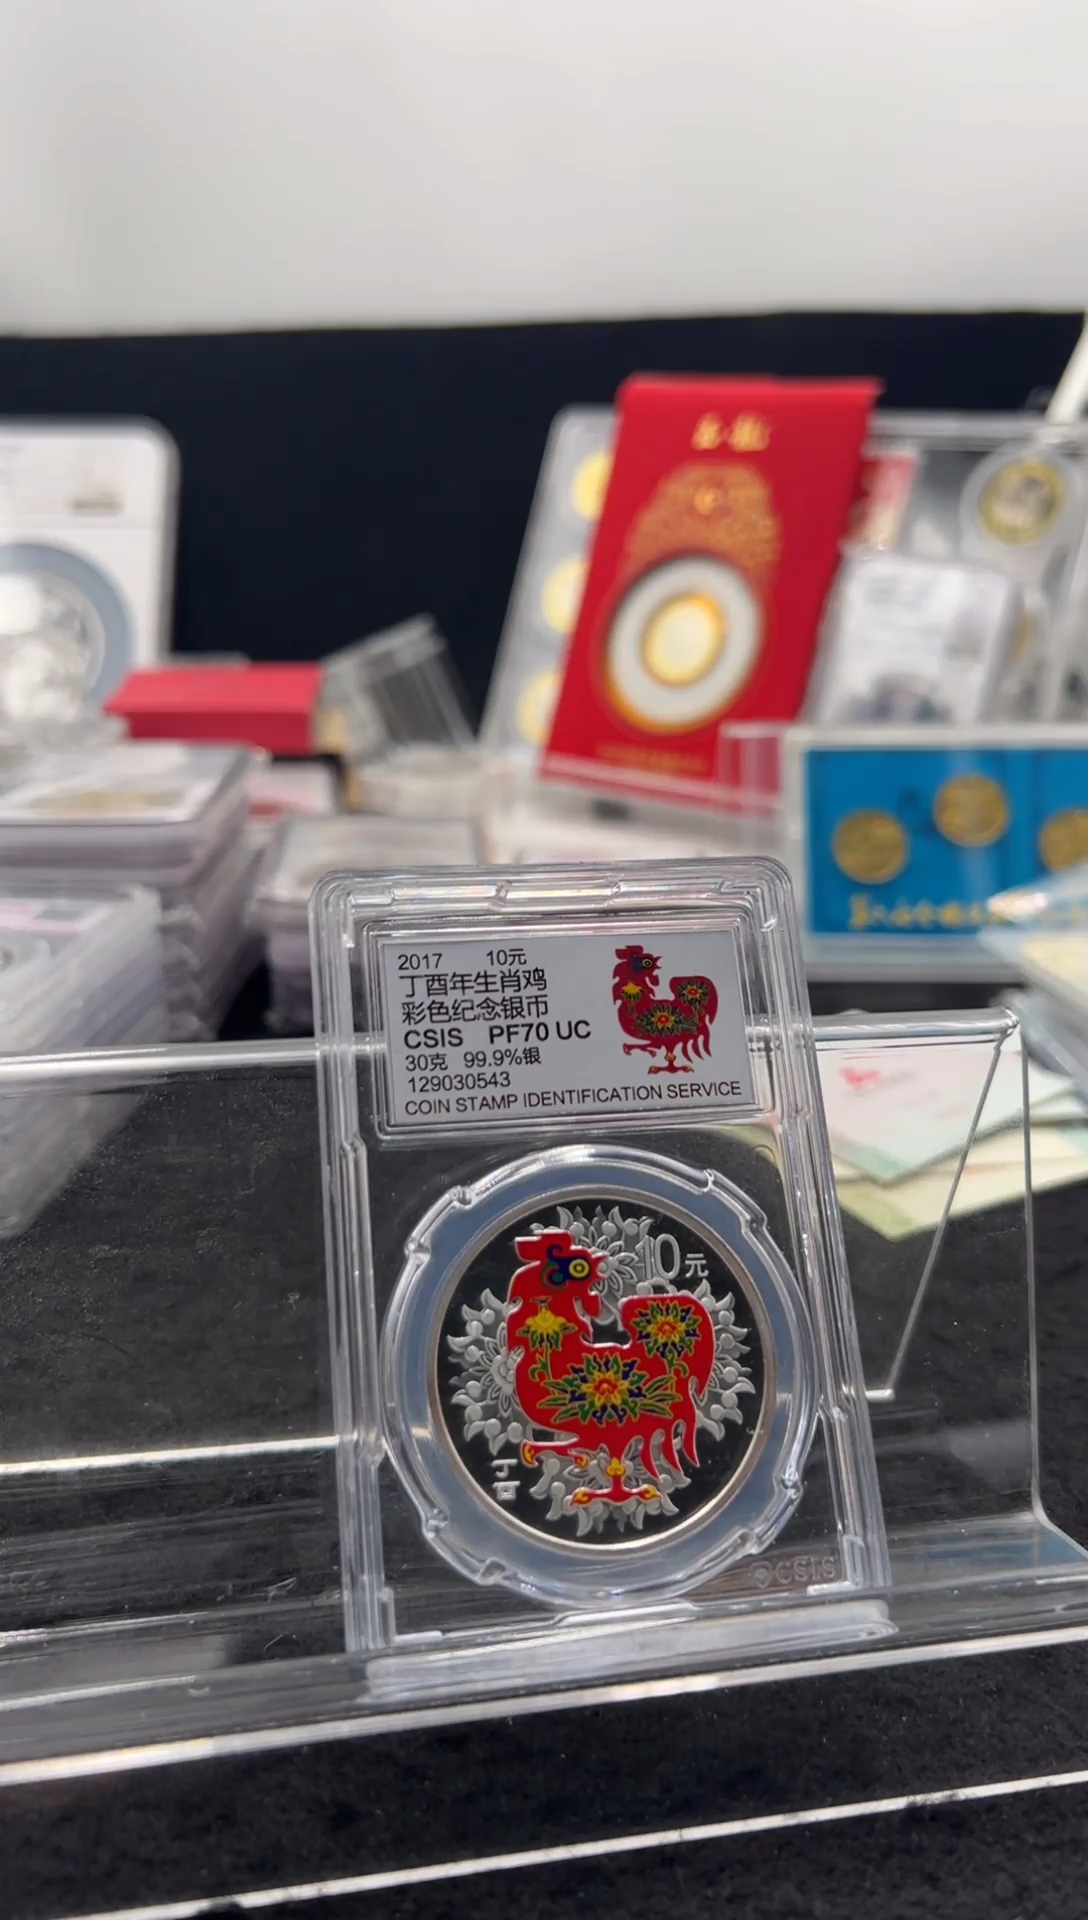 2017 10元
丁酉年生肖鸡
彩色纪念银币
CSIS PF70 UC
30克 99.9%银
129030543
COIN STAMP IDENTIFICATION SERVICE
10元
丁酉
CSIS